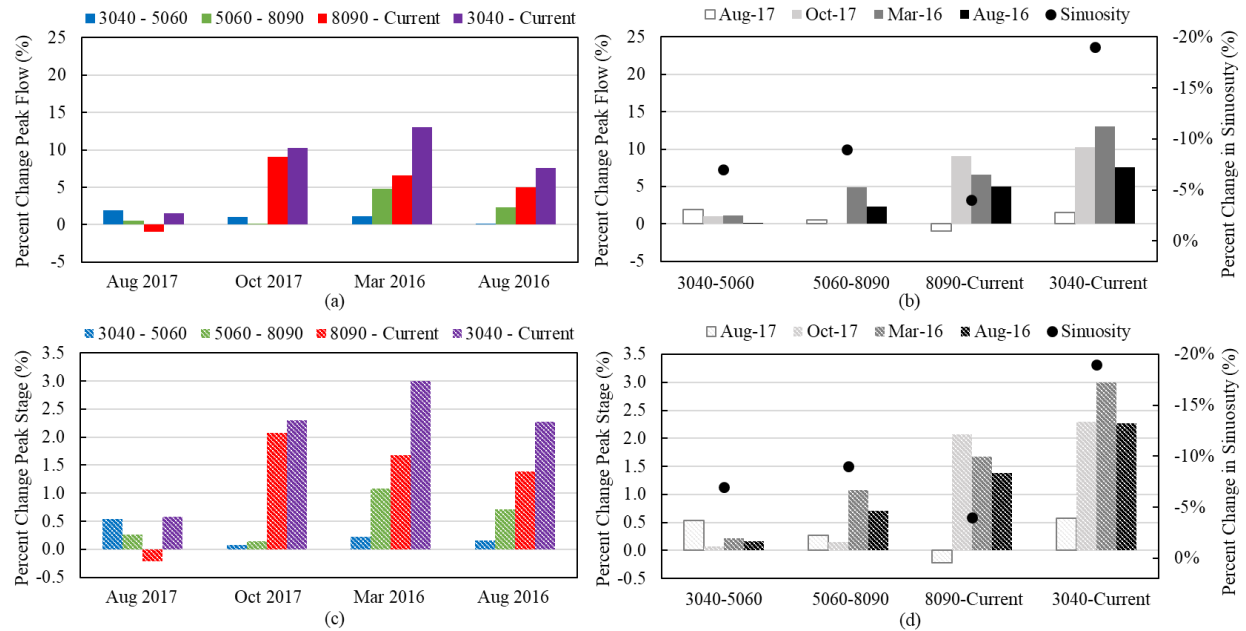 3040 - 5060 5060 - 8090 8090 - Current 3040 - Current
Percent Change Peak Flow (%)
25
20
15
10
5
0
-5
Aug 2017 Oct 2017 Mar 2016 Aug 2016
(a)
Aug-17 Oct-17 Mar-16 Aug-16 Sinuosity
Percent Change Peak Flow (%)
25
20
15
10
5
0
-5
-20%
-15%
-10%
-5%
0%
Percent Change in Sinuosuty (%)
3040-5060 5060-8090 8090-Current 3040-Current
(b)
3040 - 5060 5060 - 8090 8090 - Current 3040 - Current
Percent Change Peak Stage (%)
3.5
3.0
2.5
2.0
1.5
1.0
0.5
0.0
-0.5
Aug 2017 Oct 2017 Mar 2016 Aug 2016
(c)
Aug-17 Oct-17 Mar-16 Aug-16 Sinuosity
Percent Change Peak Stage (%)
3.5
3.0
2.5
2.0
1.5
1.0
0.5
0.0
-0.5
-20%
-15%
-10%
-5%
0%
Percent Change in Sinuosuty (%)
3040-5060 5060-8090 8090-Current 3040-Current
(d)